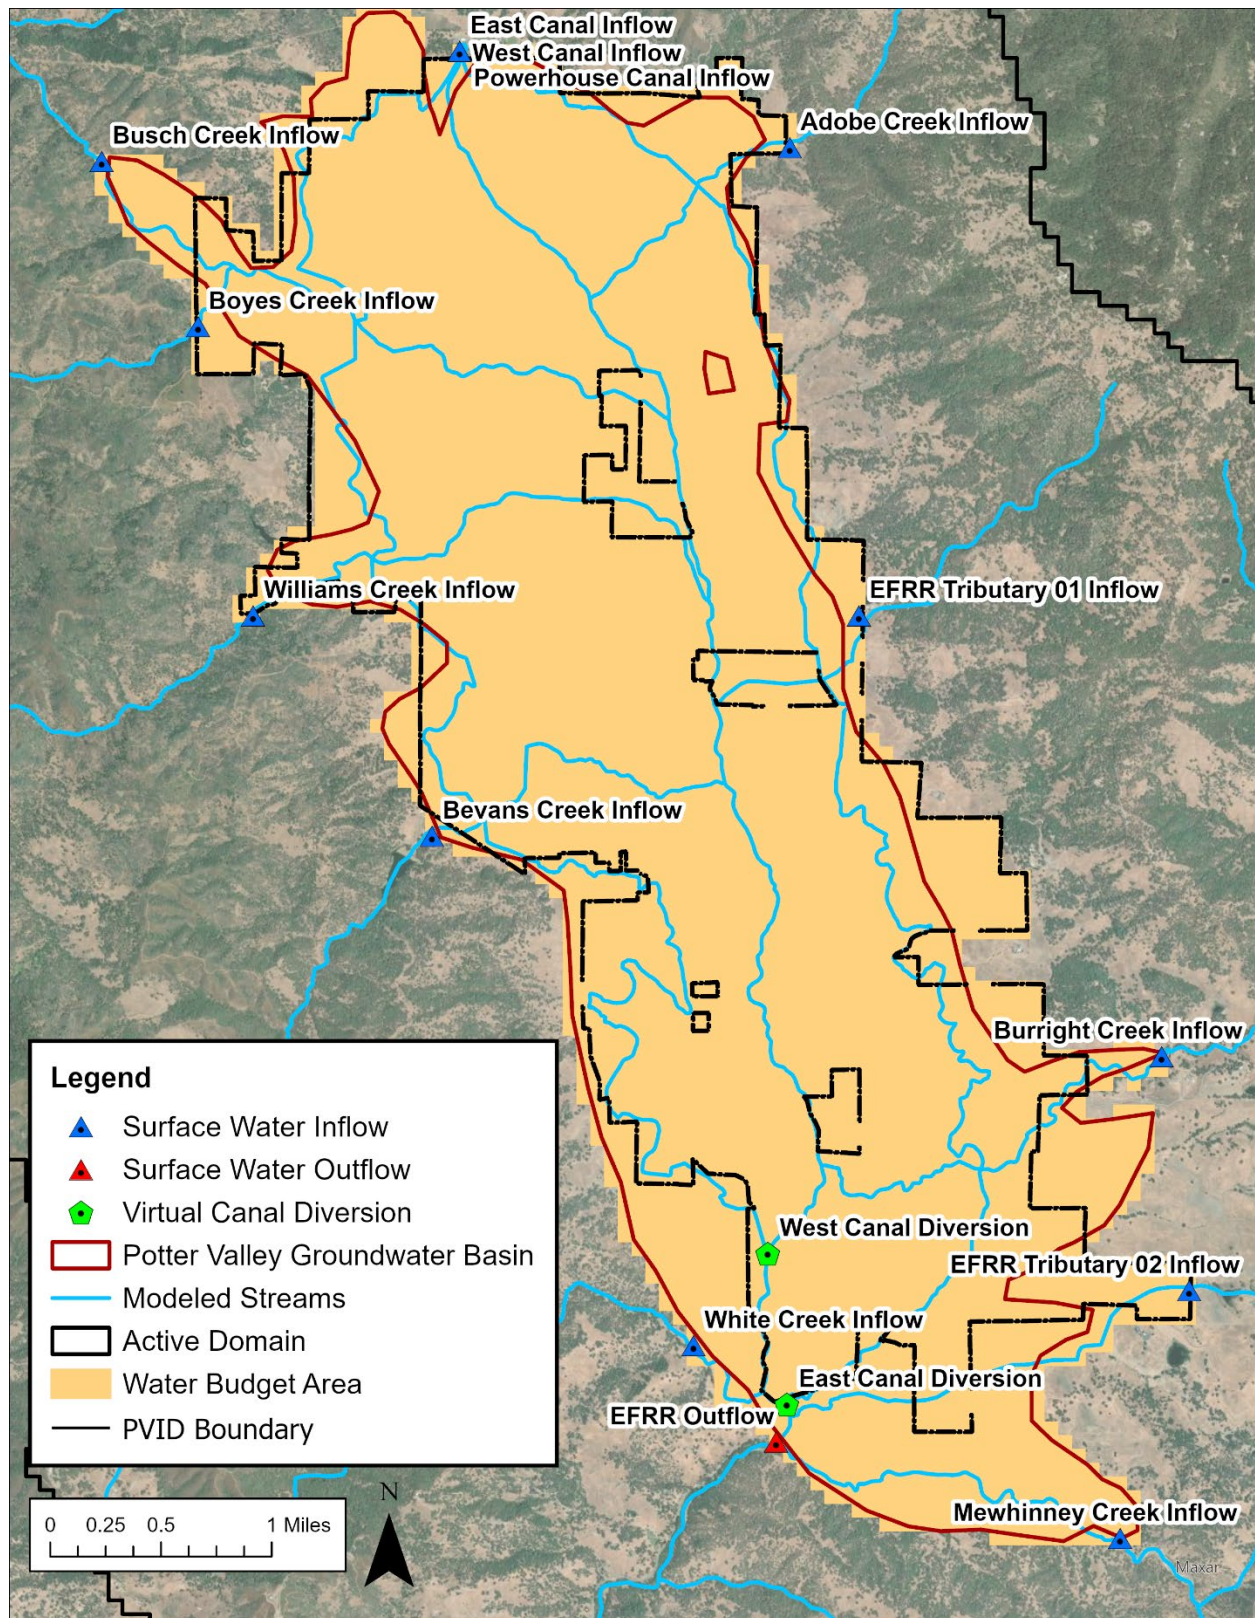 East Canal Inflow
West Canal Inflow
Powerhouse Canal Inflow
Adobe Creek Inflow
Busch Creek Inflow
Boyes Creek Inflow
Williams Creek Inflow
EFRR Tributary 01 Inflow
Bevans Creek Inflow
Burright Creek Inflow
West Canal Diversion
EFRR Tributary 02 Inflow
White Creek Inflow
East Canal Diversion
EFRR Outflow
Mewhinney Creek Inflow
Legend
Surface Water Inflow
Surface Water Outflow
Virtual Canal Diversion
Potter Valley Groundwater Basin
Modeled Streams
Active Domain
Water Budget Area
PVID Boundary
0 0.25 0.5 1 Miles
N
Maxar